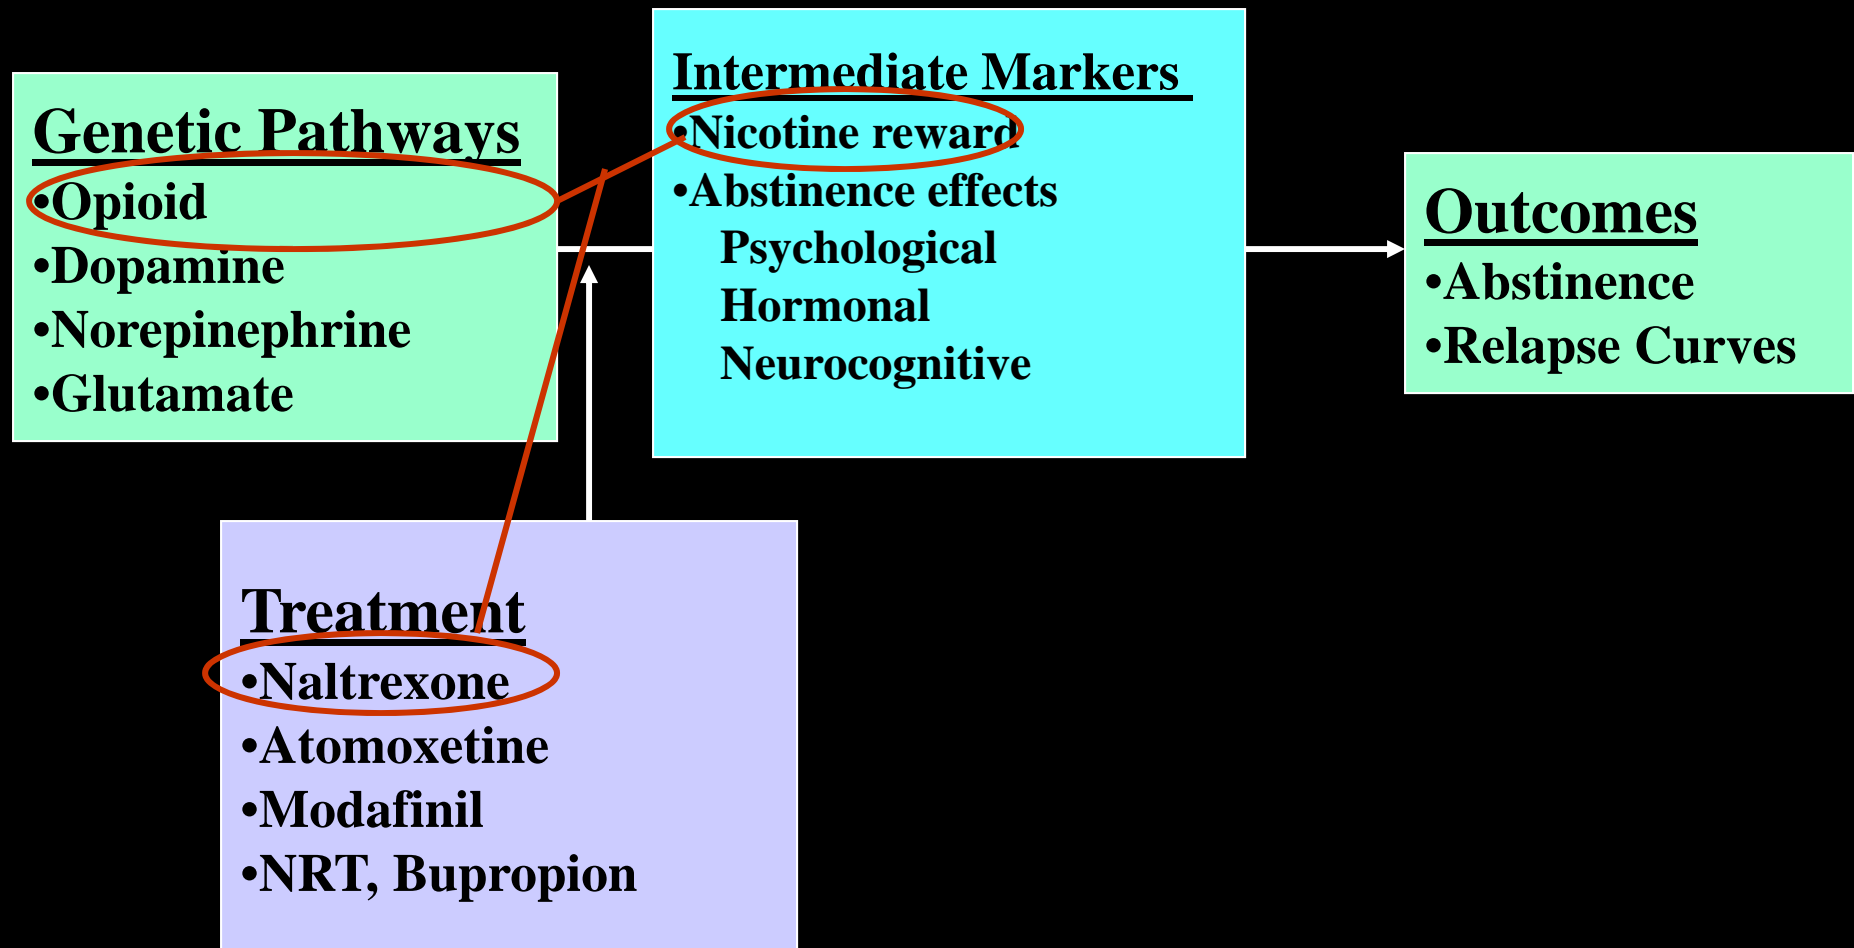 Genetic Pathways
•Opioid
•Dopamine
•Norepinephrine
•Glutamate
Intermediate Markers
•Nicotine reward
•Abstinence effects
Psychological
Hormonal
Neurocognitive
Outcomes
•Abstinence
•Relapse Curves
Treatment
•Naltrexone
•Atomoxetine
•Modafinil
•NRT, Bupropion